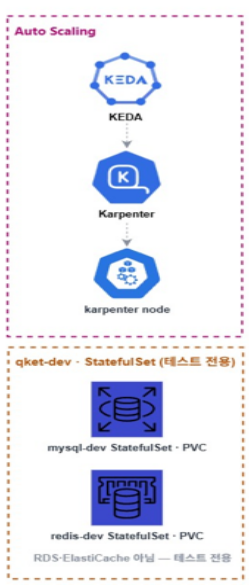 Auto Scaling
KEDA
KEDA
K
Karpenter
karpenter node
qket-dev · StatefulSet (테스트 전용)
mysql-dev StatefulSet · PVC
redis-dev StatefulSet · PVC
RDS·ElastiCache 아님 — 테스트 전용